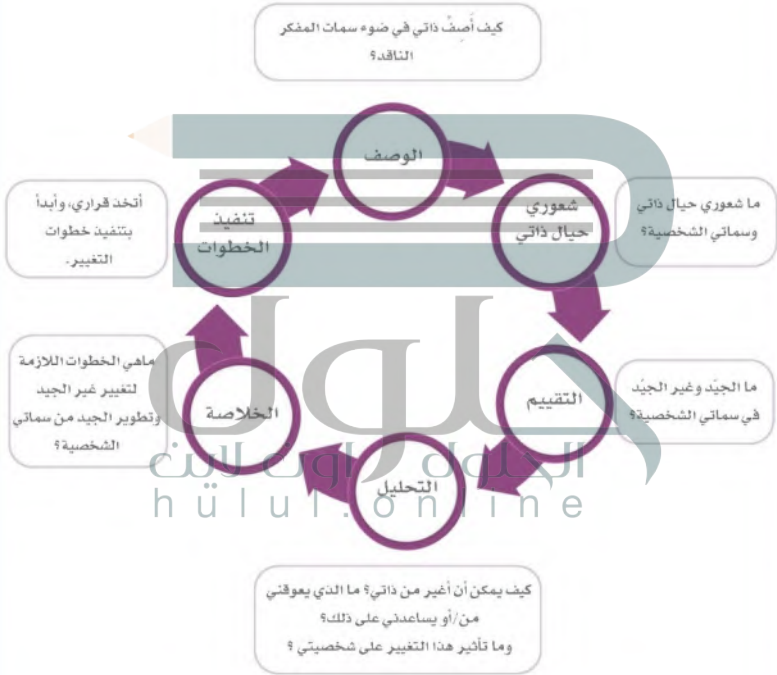 كيف أَصِفُ ذاتي في ضوء سمات المفكر
الناقد؟
الوصف
شعوري
حيال ذاتي
ما شعوري حيال ذاتي
وسماتي الشخصية؟
التقييم
ما الجيّد وغير الجيّد
في سماتي الشخصية؟
التحليل
كيف يمكن أن أغير من ذاتي؟ ما الذي يعوقني
من/أو يساعدني على ذلك؟
وما تأثير هذا التغيير على شخصيتي ؟
الخلاصة
ماهي الخطوات اللازمة
لتغيير غير الجيد
وتطوير الجيد من سماتي
الشخصية؟
تنفيذ
الخطوات
أتخذ قراري، وأبدأ
بتنفيذ خطوات
التغيير.
حلول
الحلول اون لاين
hulul.online